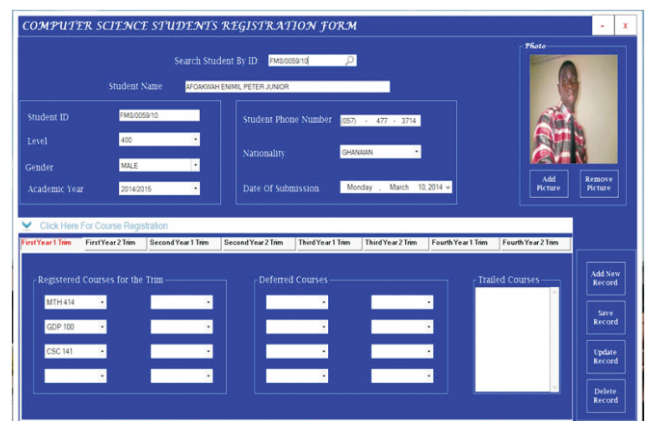 COMPUTER SCIENCE STUDENTS REGISTRATION FORM
- x
Search Student By ID FMS/0059/10
Student Name AFOAKWAH ENIMIL PETER JUNIOR
Photo
Student ID FMS/0059/10
Level 400
Gender MALE
Academic Year 2014/2015
Student Phone Number (057) - 477 - 3714
Nationality GHANAIAN
Date Of Submission Monday , March 10, 2014
Add Picture
Remove Picture
Click Here For Course Registration
First Year 1 Trim First Year 2 Trim Second Year 1 Trim Second Year 2 Trim Third Year 1 Trim Third Year 2 Trim Fourth Year 1 Trim Fourth Year 2 Trim
Registered Courses for the Trim
MTH 414
GDP 100
CSC 141
Deferred Courses
Trailed Courses
Add New Record
Save Record
Update Record
Delete Record